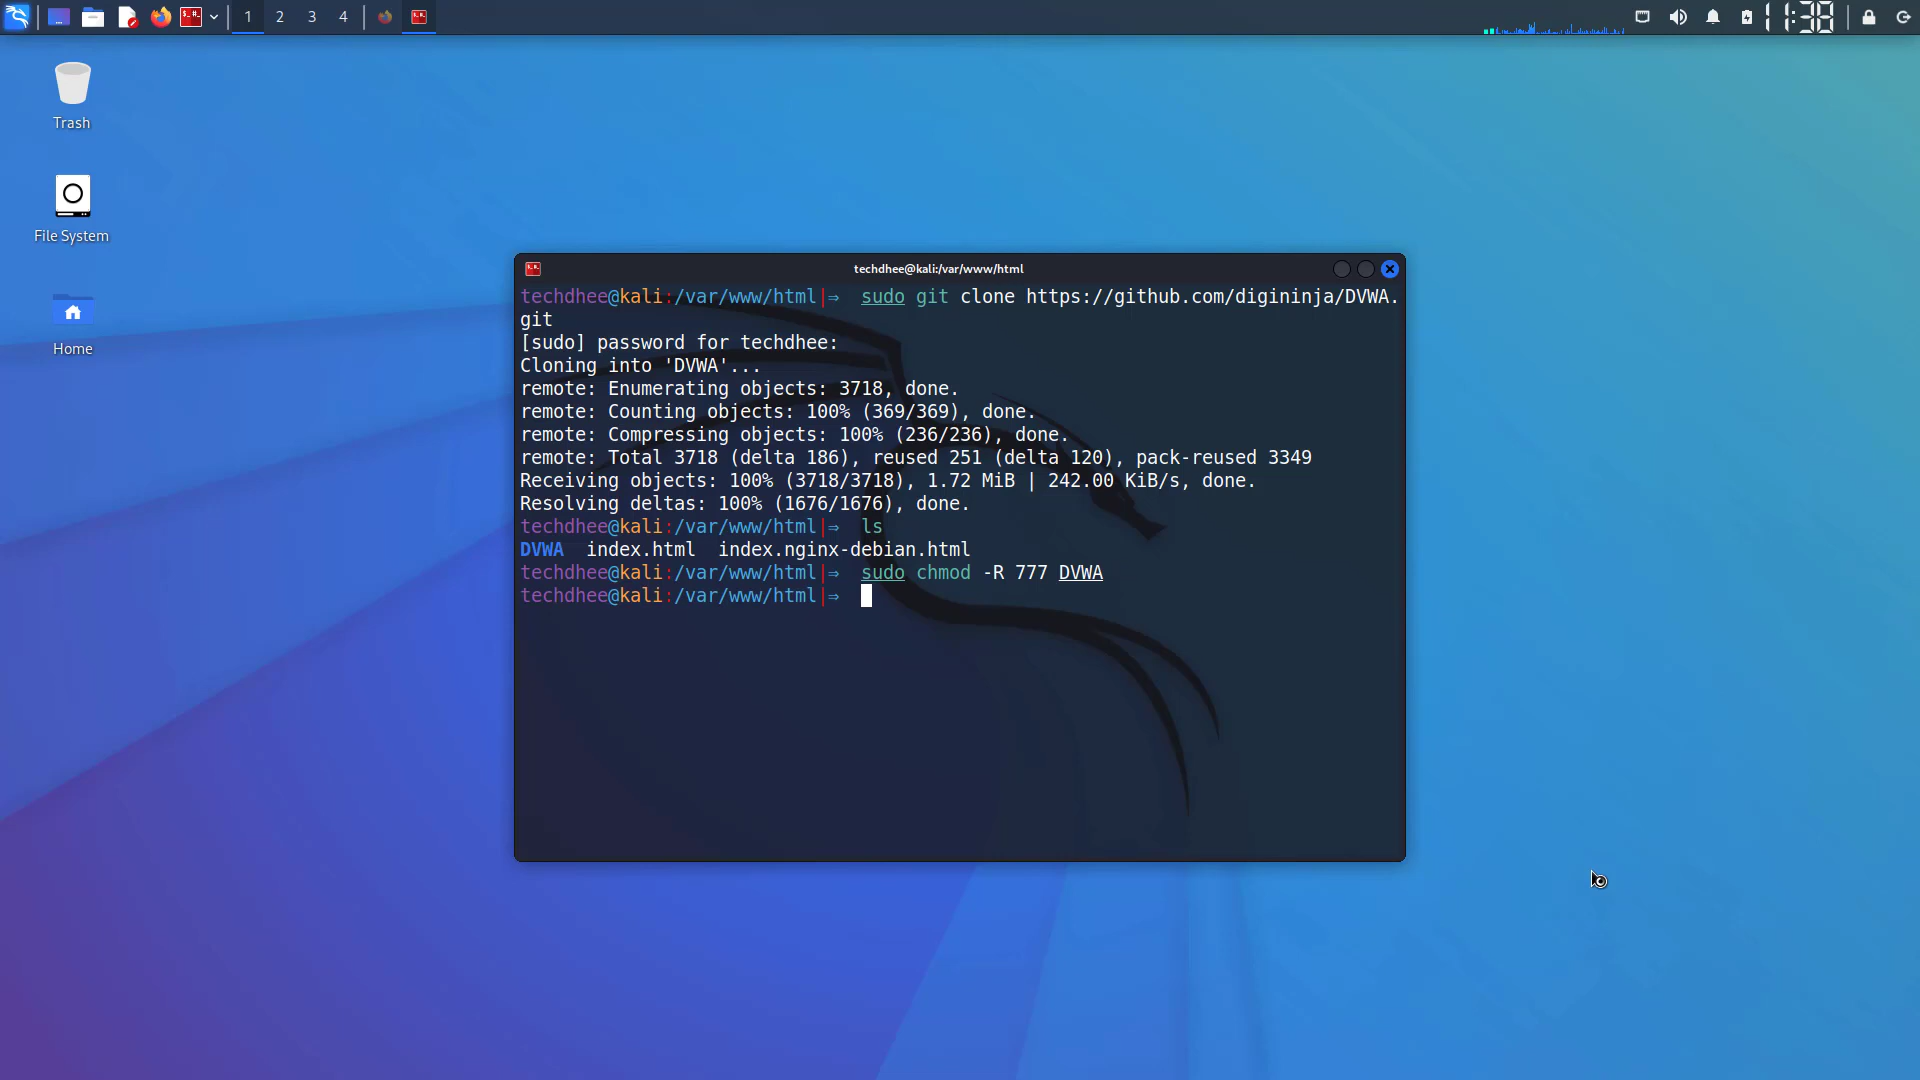 1 2 3 4
11:38
Trash
File System
Home
techdhee@kali:/var/www/html
techdhee@kali:/var/www/html|⇒  sudo git clone https://github.com/digininja/DVWA.
git
[sudo] password for techdhee:
Cloning into 'DVWA'...
remote: Enumerating objects: 3718, done.
remote: Counting objects: 100% (369/369), done.
remote: Compressing objects: 100% (236/236), done.
remote: Total 3718 (delta 186), reused 251 (delta 120), pack-reused 3349
Receiving objects: 100% (3718/3718), 1.72 MiB | 242.00 KiB/s, done.
Resolving deltas: 100% (1676/1676), done.
techdhee@kali:/var/www/html|⇒  ls
DVWA  index.html  index.nginx-debian.html
techdhee@kali:/var/www/html|⇒  sudo chmod -R 777 DVWA
techdhee@kali:/var/www/html|⇒